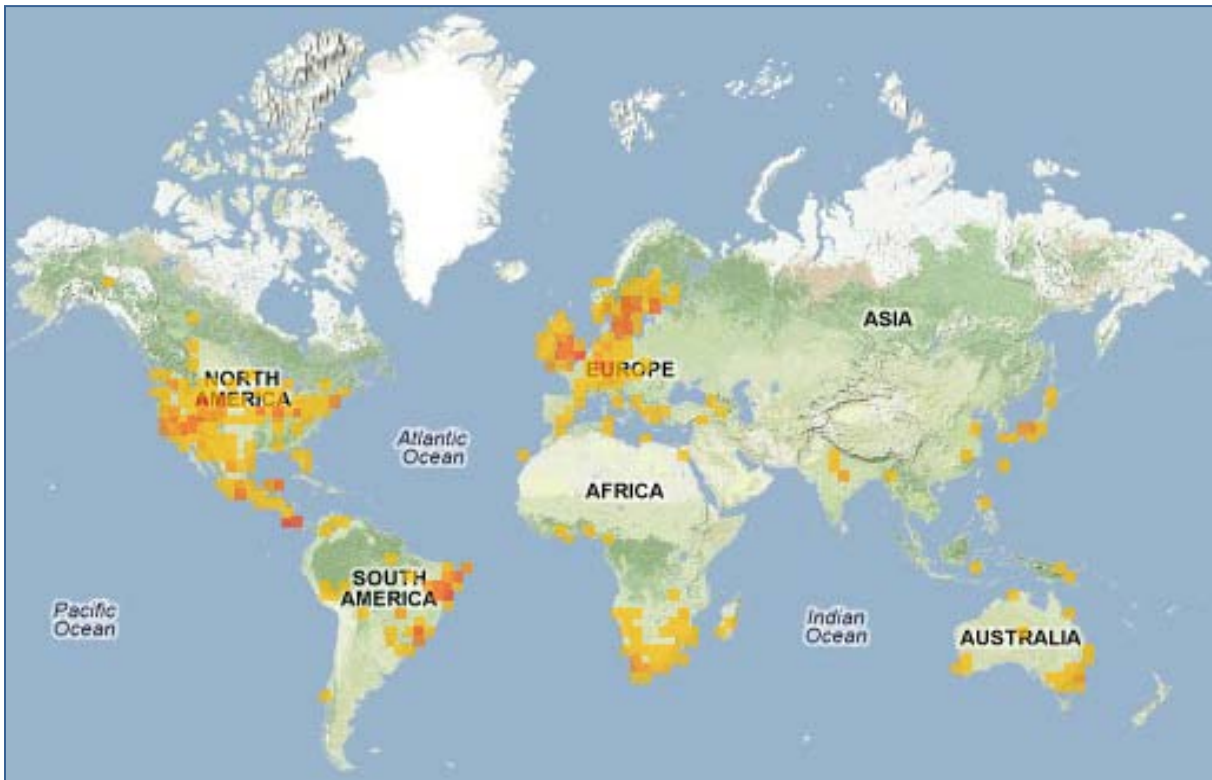 ASIA
NORTH
AMERICA
EUROPE
Atlantic
Ocean
AFRICA
SOUTH
AMERICA
Pacific
Ocean
Indian
Ocean
AUSTRALIA